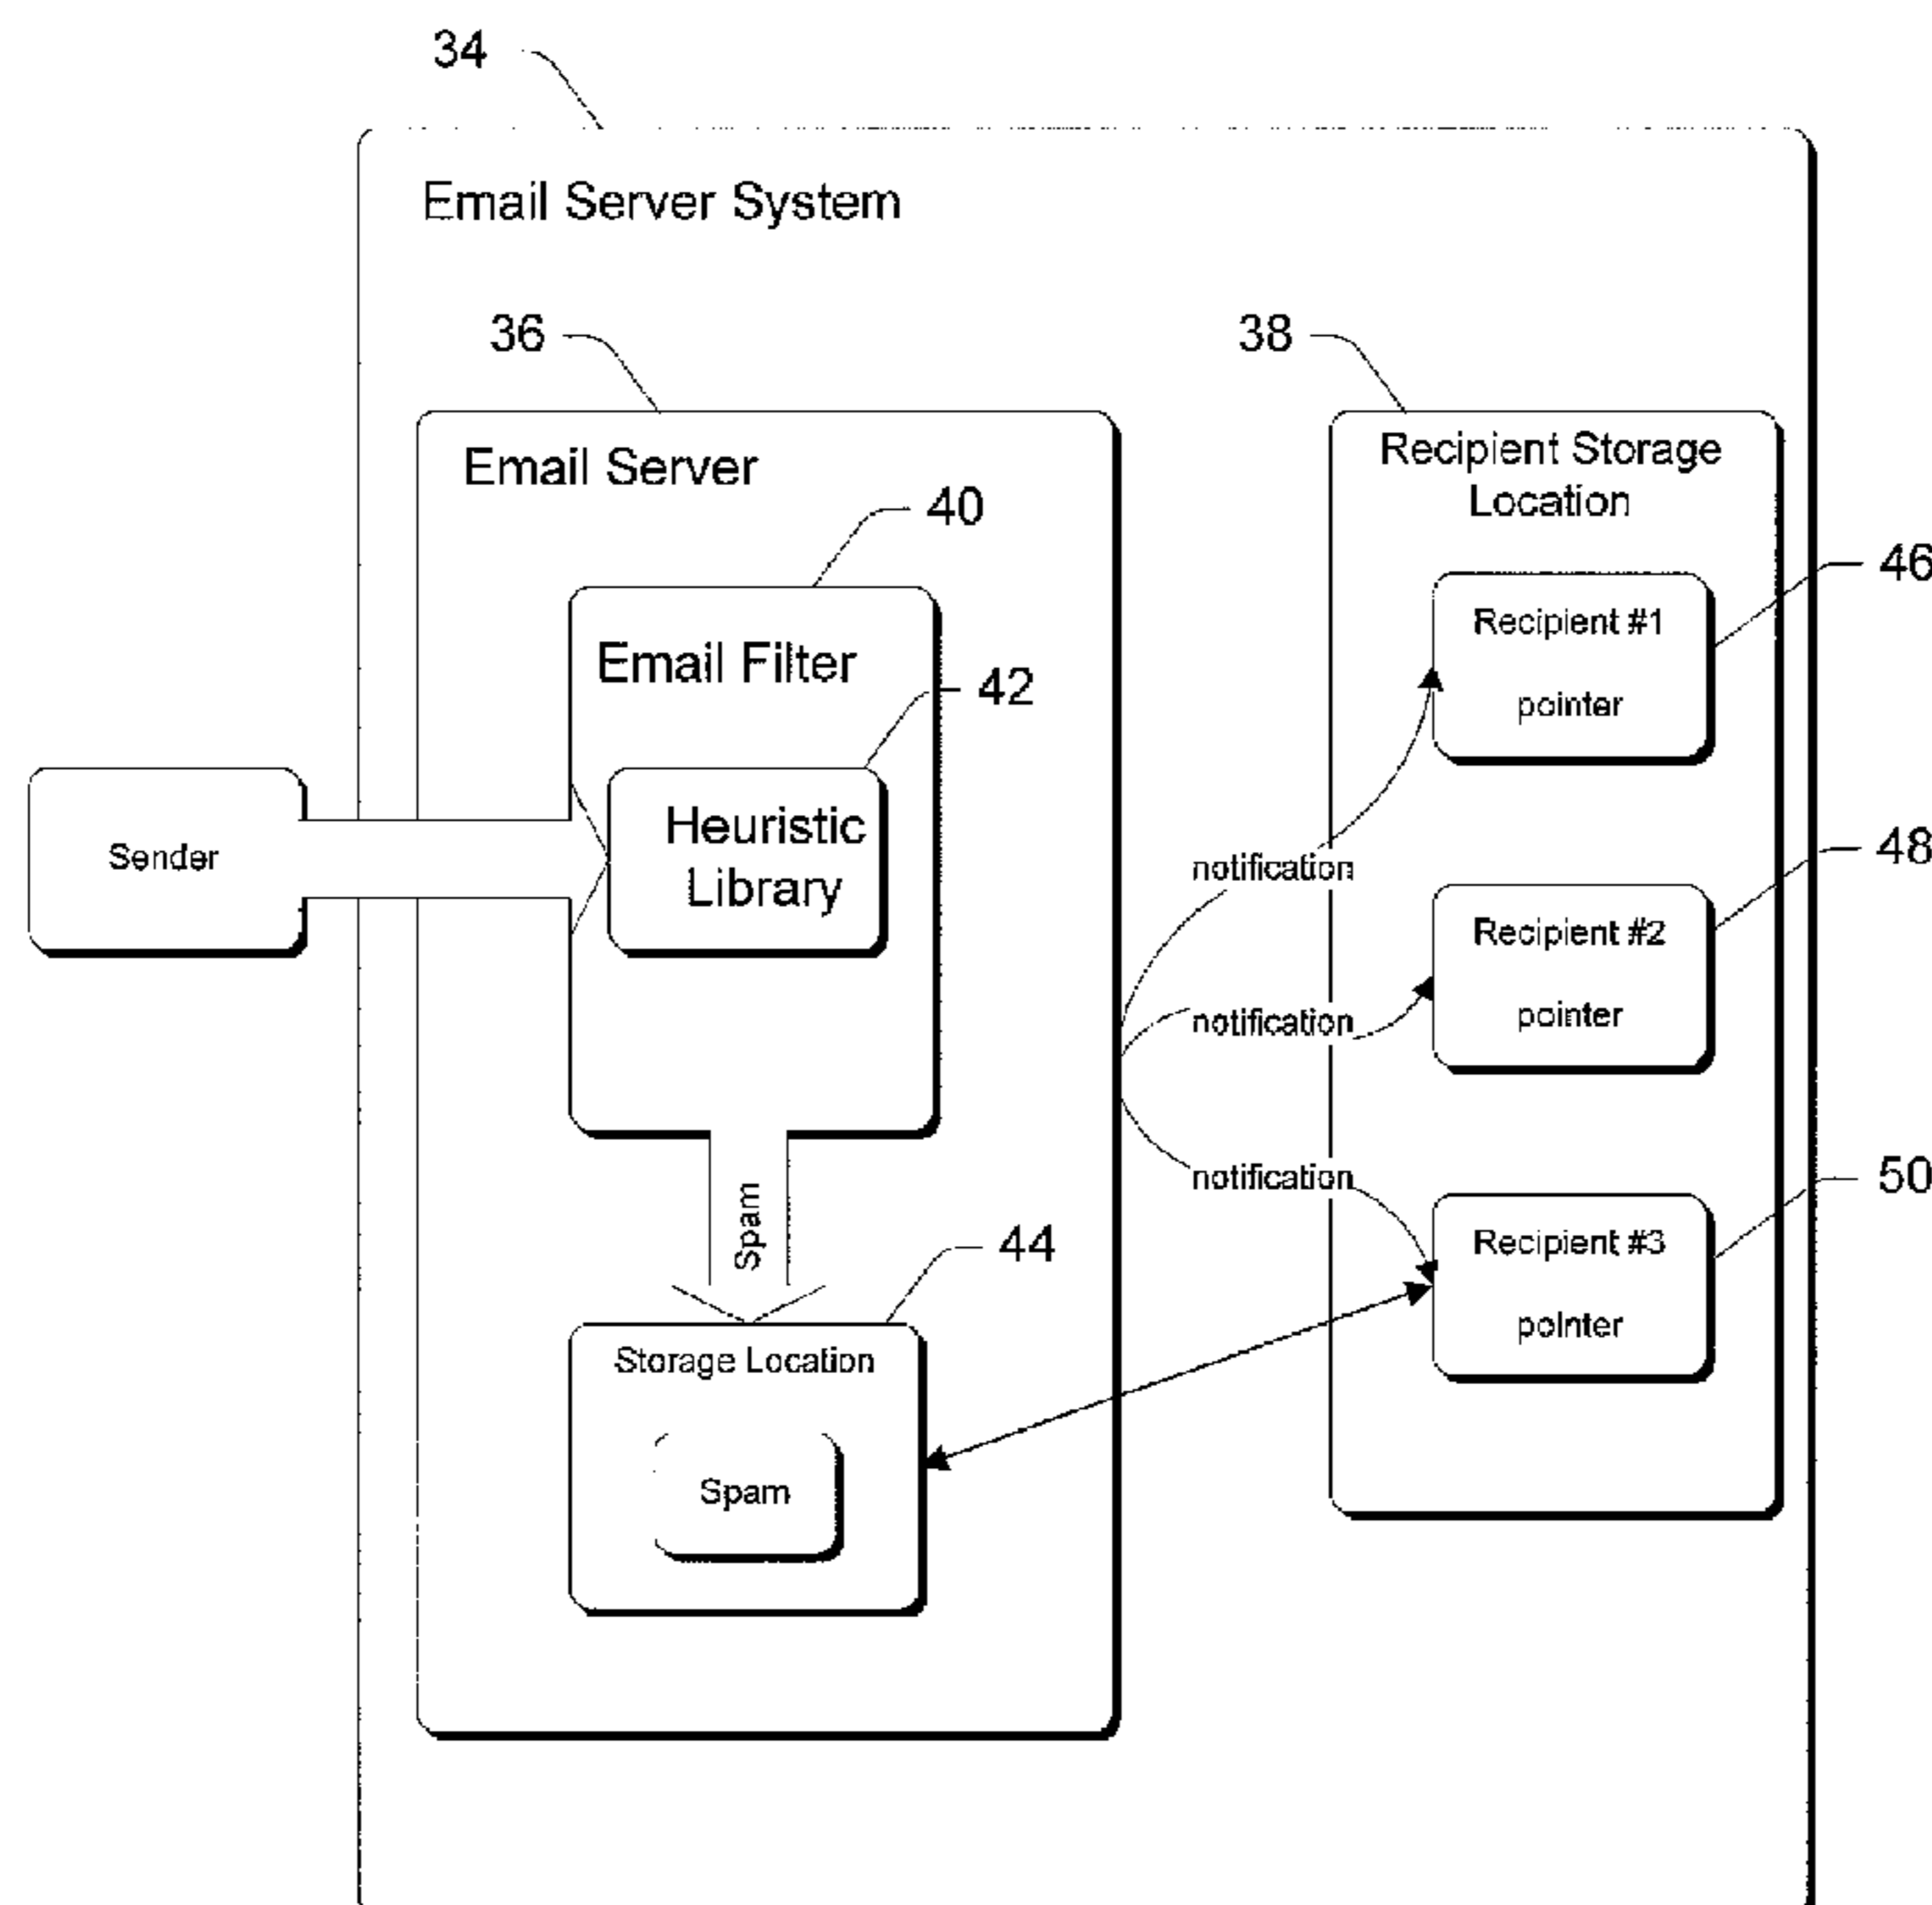 34
Email Server System
36
38
Email Server
Recipient Storage
Location
40
46
Email Filter
Recipient #1
42
pointer
Heuristic
Library
Sender
notification
48
Recipient #2
notification
pointer
notification
50
Spam
Recipient #3
44
pointer
Storage Location
Spam